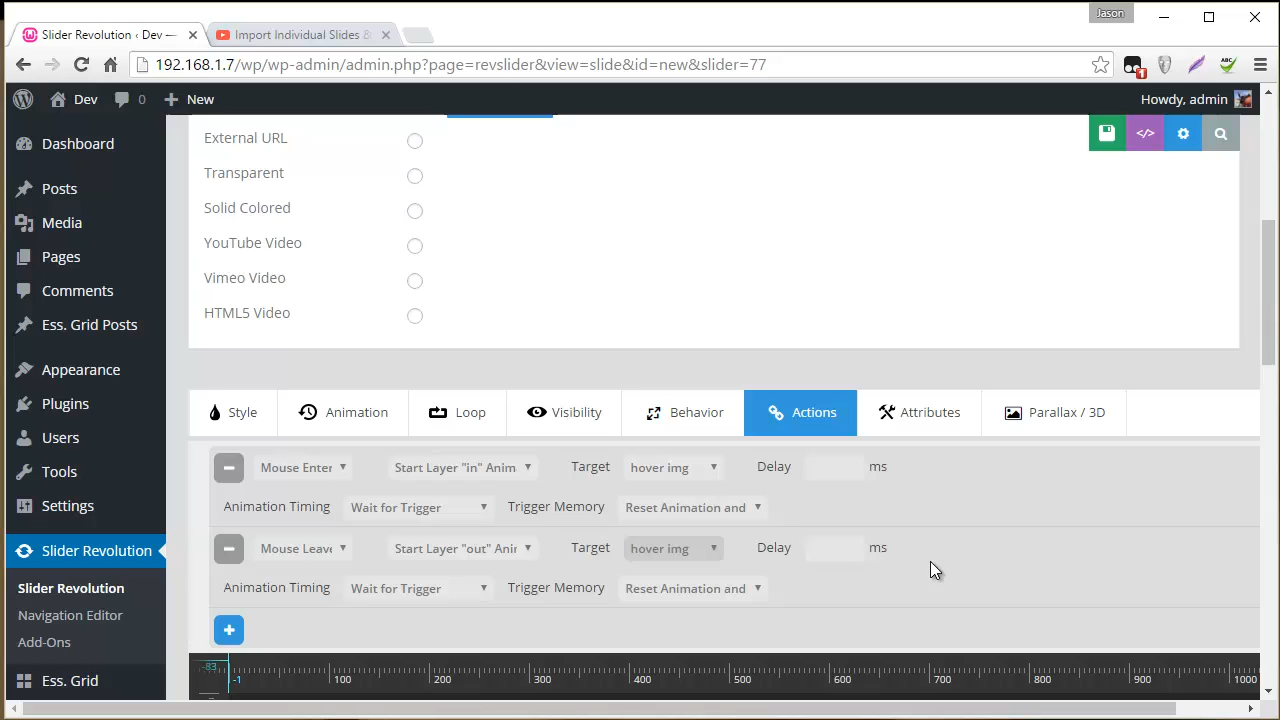 Jason
Slider Revolution ‹ Dev —
Import Individual Slides &
192.168.1.7/wp/wp-admin/admin.php?page=revslider&view=slide&id=new&slider=77
1
ABC
Dev
0
New
Howdy, admin
Dashboard
Posts
Media
Pages
Comments
Ess. Grid Posts
Appearance
Plugins
Users
Tools
Settings
Slider Revolution
Slider Revolution
Navigation Editor
Add-Ons
Ess. Grid
External URL
Transparent
Solid Colored
YouTube Video
Vimeo Video
HTML5 Video
</>
Style
Animation
Loop
Visibility
Behavior
Actions
Attributes
Parallax / 3D
Mouse Enter Start Layer "in" Anim Target hover img Delay ms
Animation Timing Wait for Trigger Trigger Memory Reset Animation and
Mouse Leave Start Layer "out" Anir Target hover img Delay ms
Animation Timing Wait for Trigger Trigger Memory Reset Animation and
-83
-1 100 200 300 400 500 600 700 800 900 1000